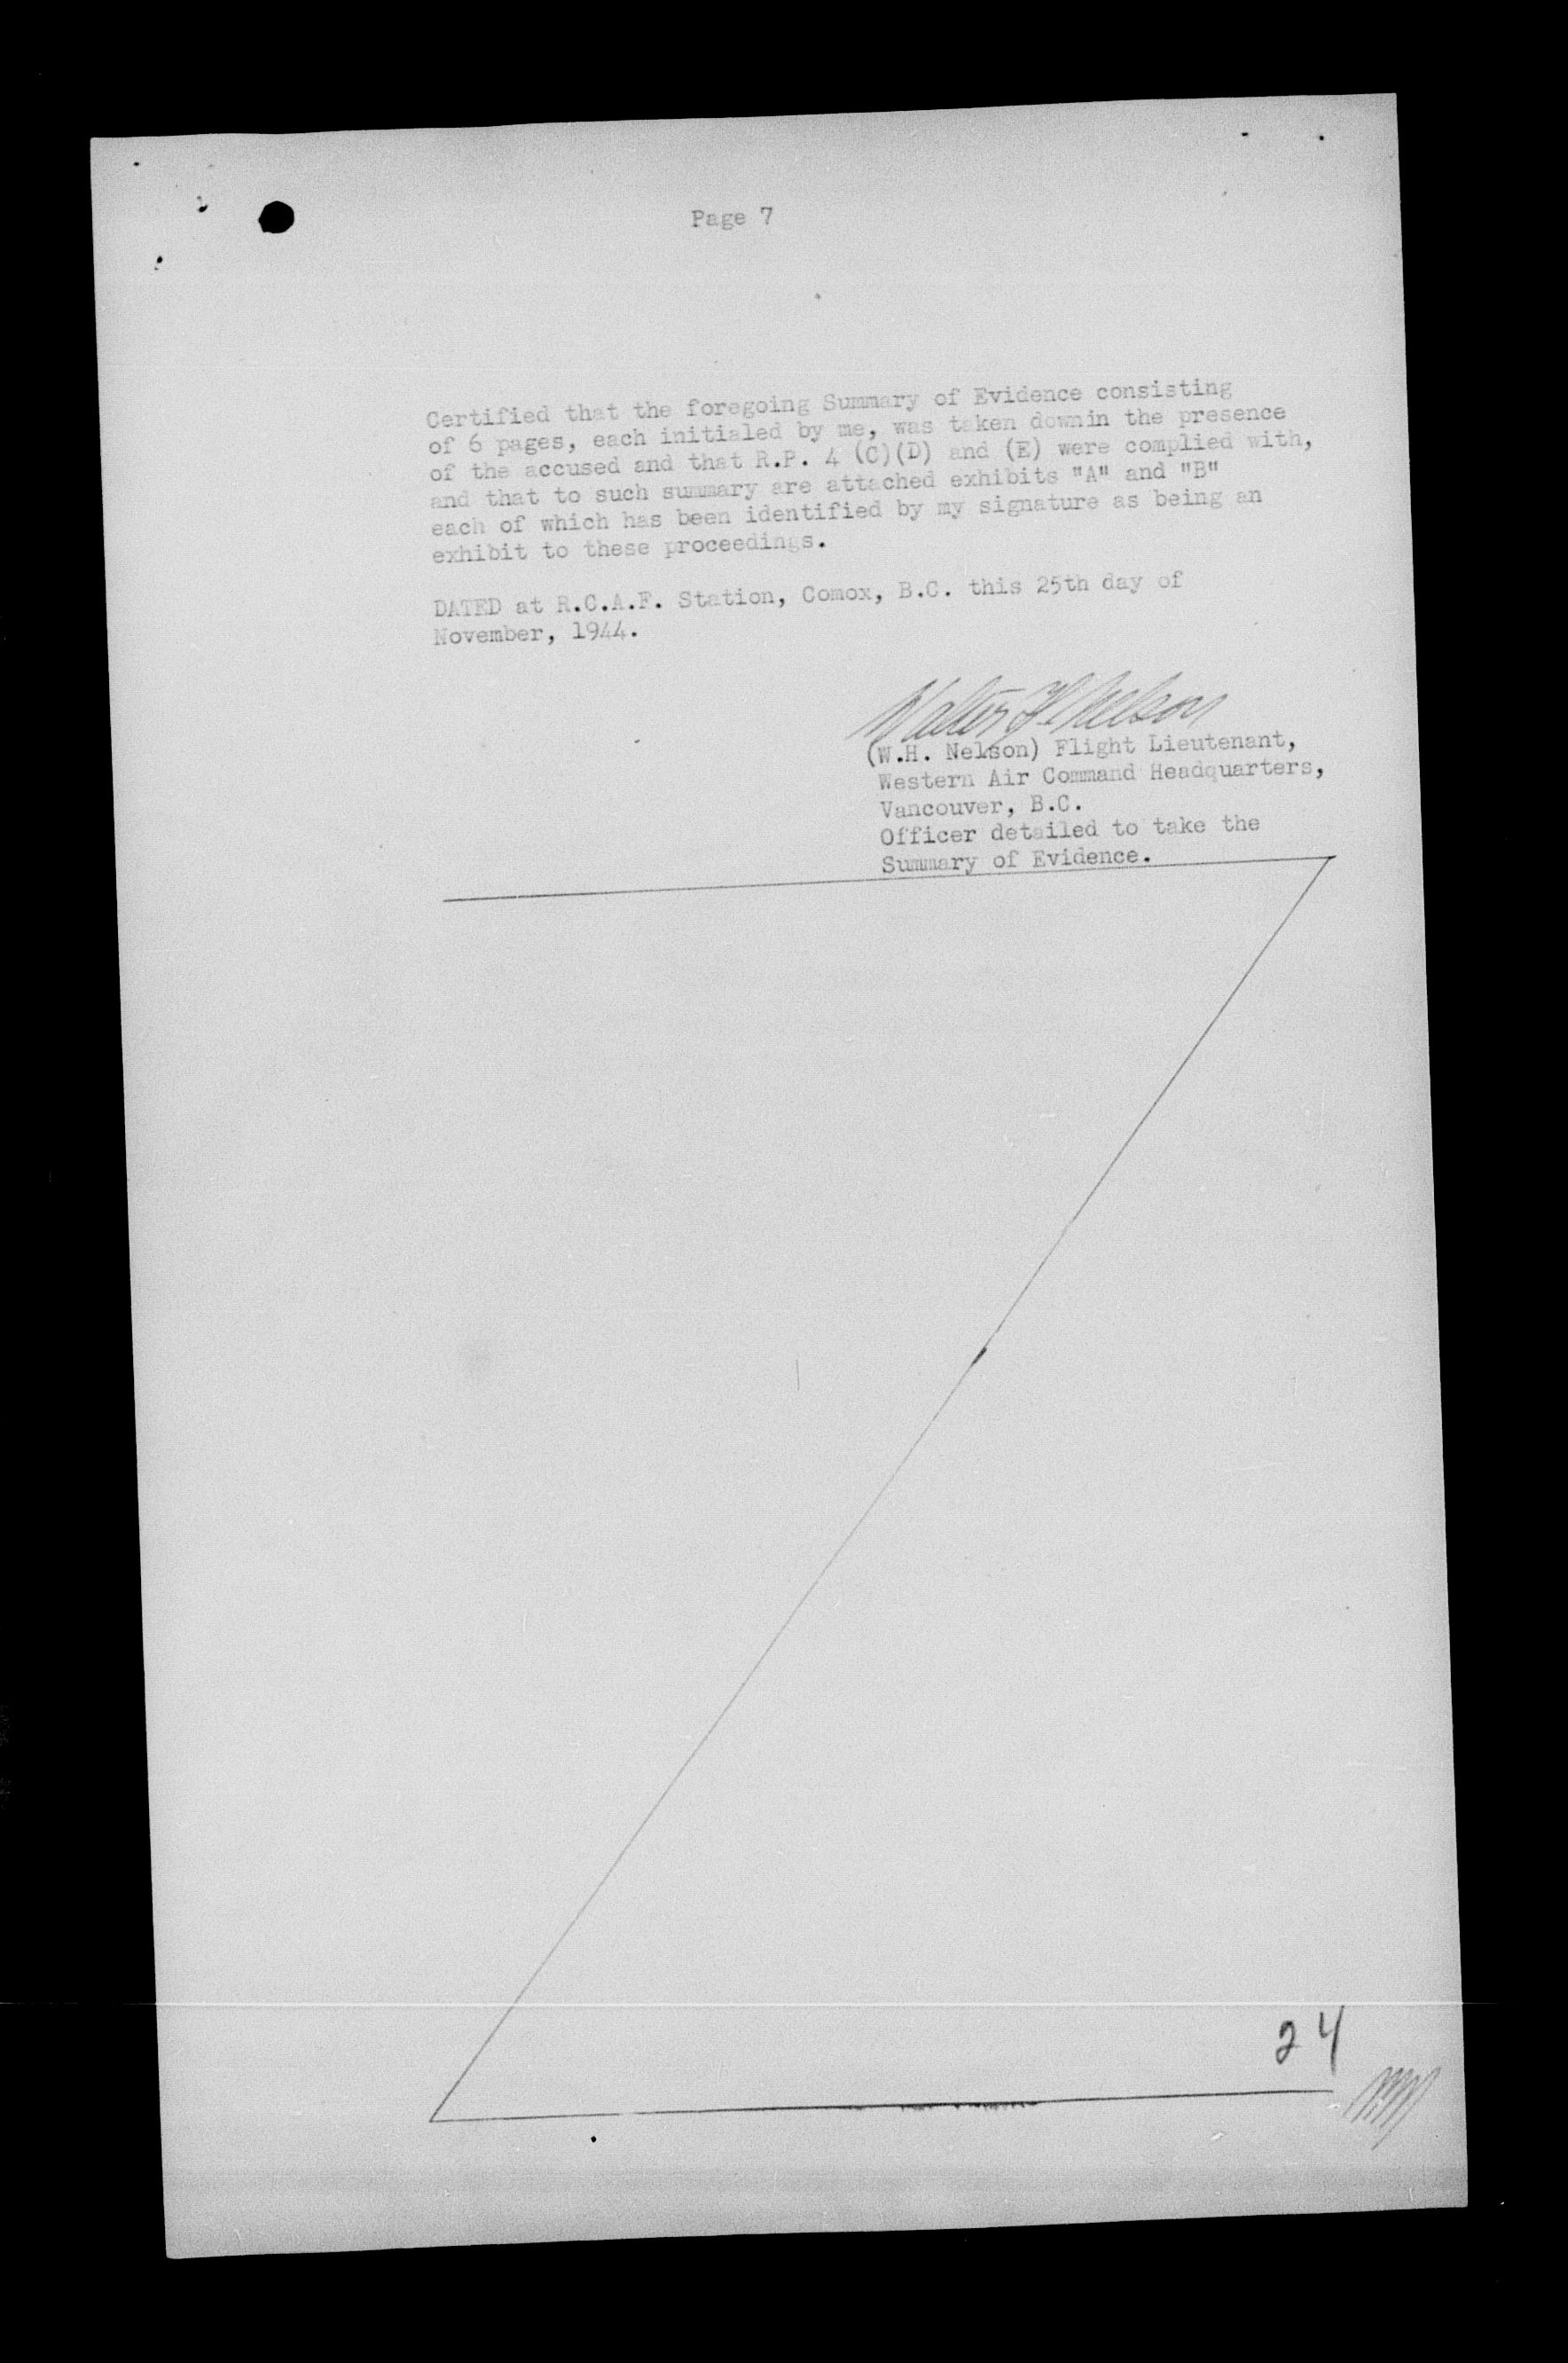 Page 7
Certified that the foregoing Summary of Evidence consisting
of 6 pages, each initialed by me, was taken downin the presence
of the accused and that R.P. 4 (C)(D) and (E) were complied with,
and that to such summary are attached exhibits "A" and "B"
each of which has been identified by my signature as being an
exhibit to these proceedings.
DATED at R.C.A.F. Station, Comox, B.C. this 25th day of
November, 1944.
Walter H. Nelson
(W.H. Nelson) Flight Lieutenant,
Western Air Command Headquarters,
Vancouver, B.C.
Officer detailed to take the
Summary of Evidence.
24